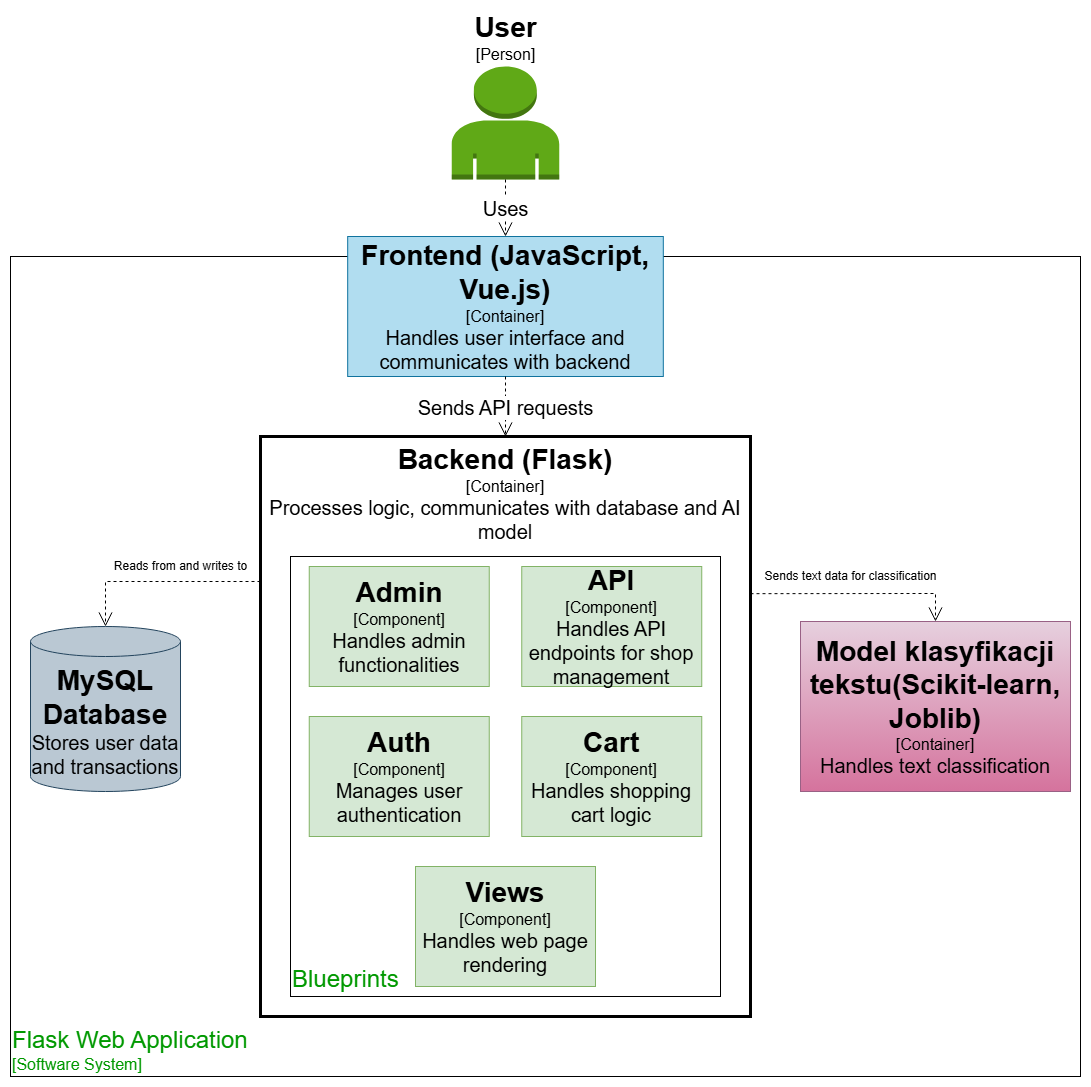 User
[Person]
Uses
Frontend (JavaScript,
Vue.js)
[Container]
Handles user interface and
communicates with backend
Sends API requests
Backend (Flask)
[Container]
Processes logic, communicates with database and AI
model
Reads from and writes to
Sends text data for classification
MySQL
Database
Stores user data
and transactions
Admin
[Component]
Handles admin
functionalities
API
[Component]
Handles API
endpoints for shop
management
Auth
[Component]
Manages user
authentication
Cart
[Component]
Handles shopping
cart logic
Views
[Component]
Handles web page
rendering
Blueprints
Model klasyfikacji
tekstu(Scikit-learn,
Joblib)
[Container]
Handles text classification
Flask Web Application
[Software System]